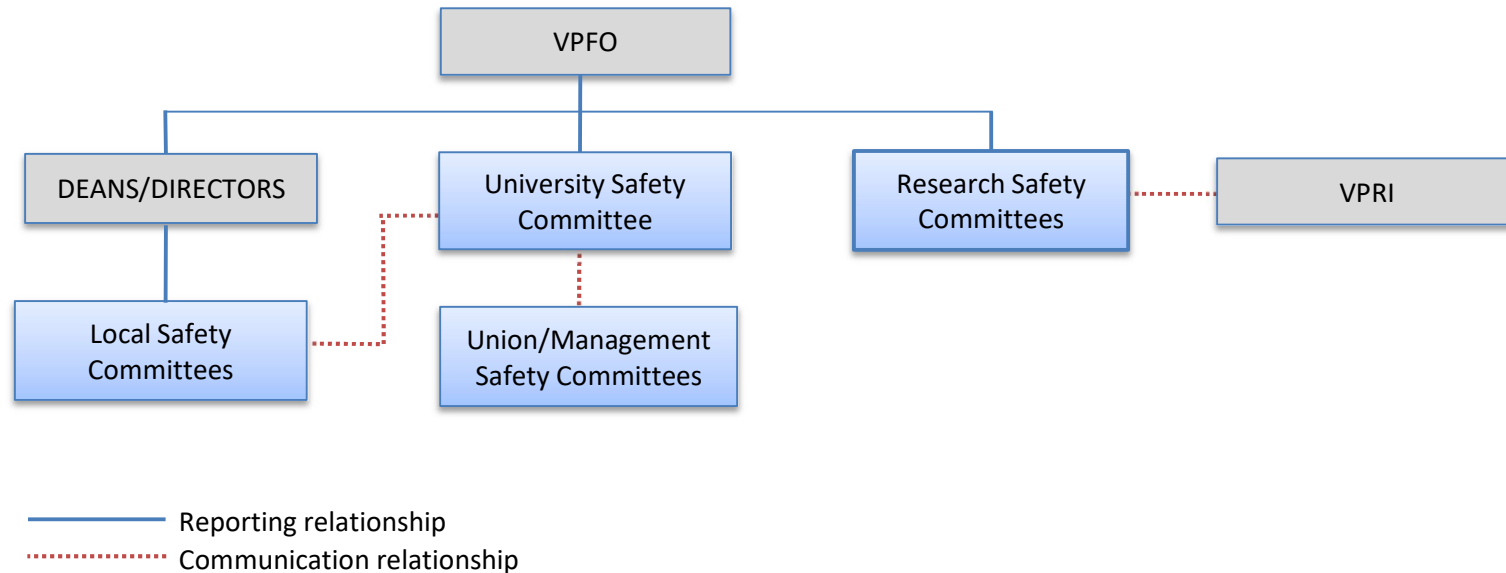 VPFO
DEANS/DIRECTORS
University Safety
Committee
Research Safety
Committees
VPRI
Local Safety
Committees
Union/Management
Safety Committees
Reporting relationship
Communication relationship